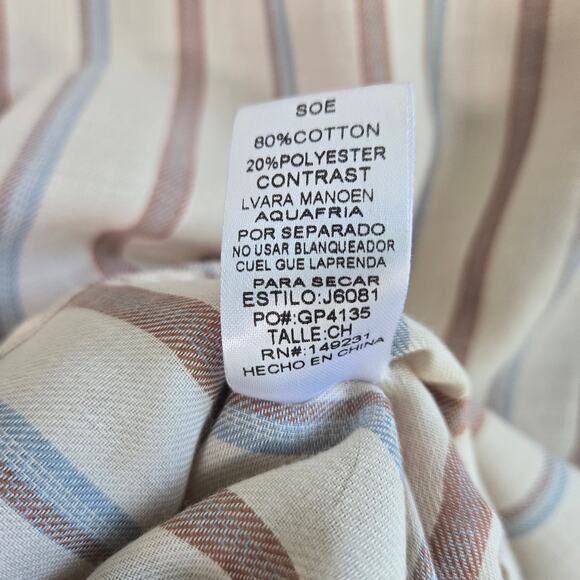 SOE
80%COTTON
20%POLYESTER
CONTRAST
LVARA MANOEN
AQUAFRIA
POR SEPARADO
NO USAR BLANQUEADOR
CUEL GUE LAPRENDA
PARA SECAR
ESTILO:J6081
PO#:GP4135
TALLE:CH
RN#:149231
HECHO EN CHINA